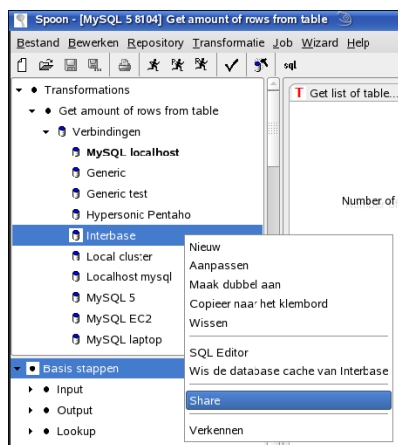 Spoon - [MySQL 5 8104) Get amount of rows from table
Bestand Bewerken Repository Transformatie Job Wizard Help
sql
Transformations
Get amount of rows from table
Verbindingen
MySQL localhost
Generic
Generic test
Hypersonic Pentaho
Interbase
Local cluster
Localhost mysql
MySQL 5
MySQL EC2
MySQL laptop
Basis stappen
Input
Output
Lookup
T Get list of table...
Number of
Nieuw
Aanpassen
Maak dubbel aan
Copieer naar het klembord
Wissen
SQL Editor
Wis de database cache van Interbase
Share
Verkennen